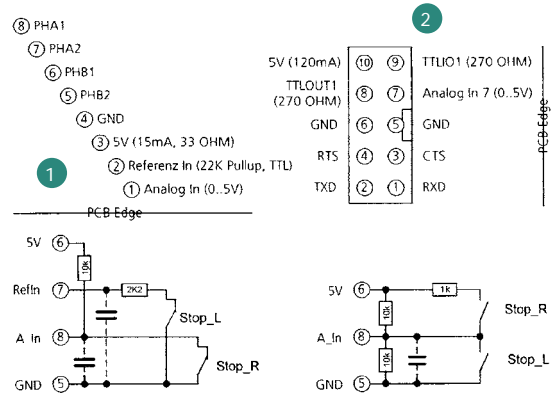 ⑧ PHA1
⑦ PHA2
⑥ PHB1
⑤ PHB2
④ GND
③ 5V (15mA, 33 OHM)
② Referenz In (22K Pullup, TTL)
① Analog In (0..5V)
1
PCB Edge
2
5V (120mA) ⑩ ⑨ TTLIO1 (270 OHM)
TTLOUT1
(270 OHM) ⑧ ⑦ Analog In 7 (0..5V)
GND ⑥ ⑤ GND
RTS ④ ③ CTS
TXD ② ① RXD
PCB Edge
5V ⑥
10k
RefIn ⑦ 2K2
Stop_L
A_In ⑧
Stop_R
GND ⑤
5V ⑥ 1k
10k
Stop_R
A_In ⑧
10k
Stop_L
GND ⑤